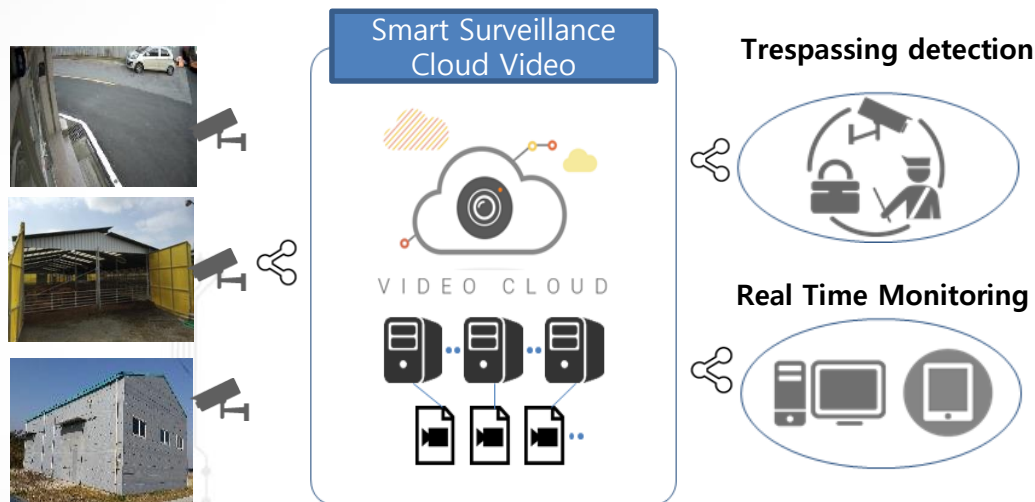 Smart Surveillance
Cloud Video
Trespassing detection
VIDEO CLOUD
Real Time Monitoring